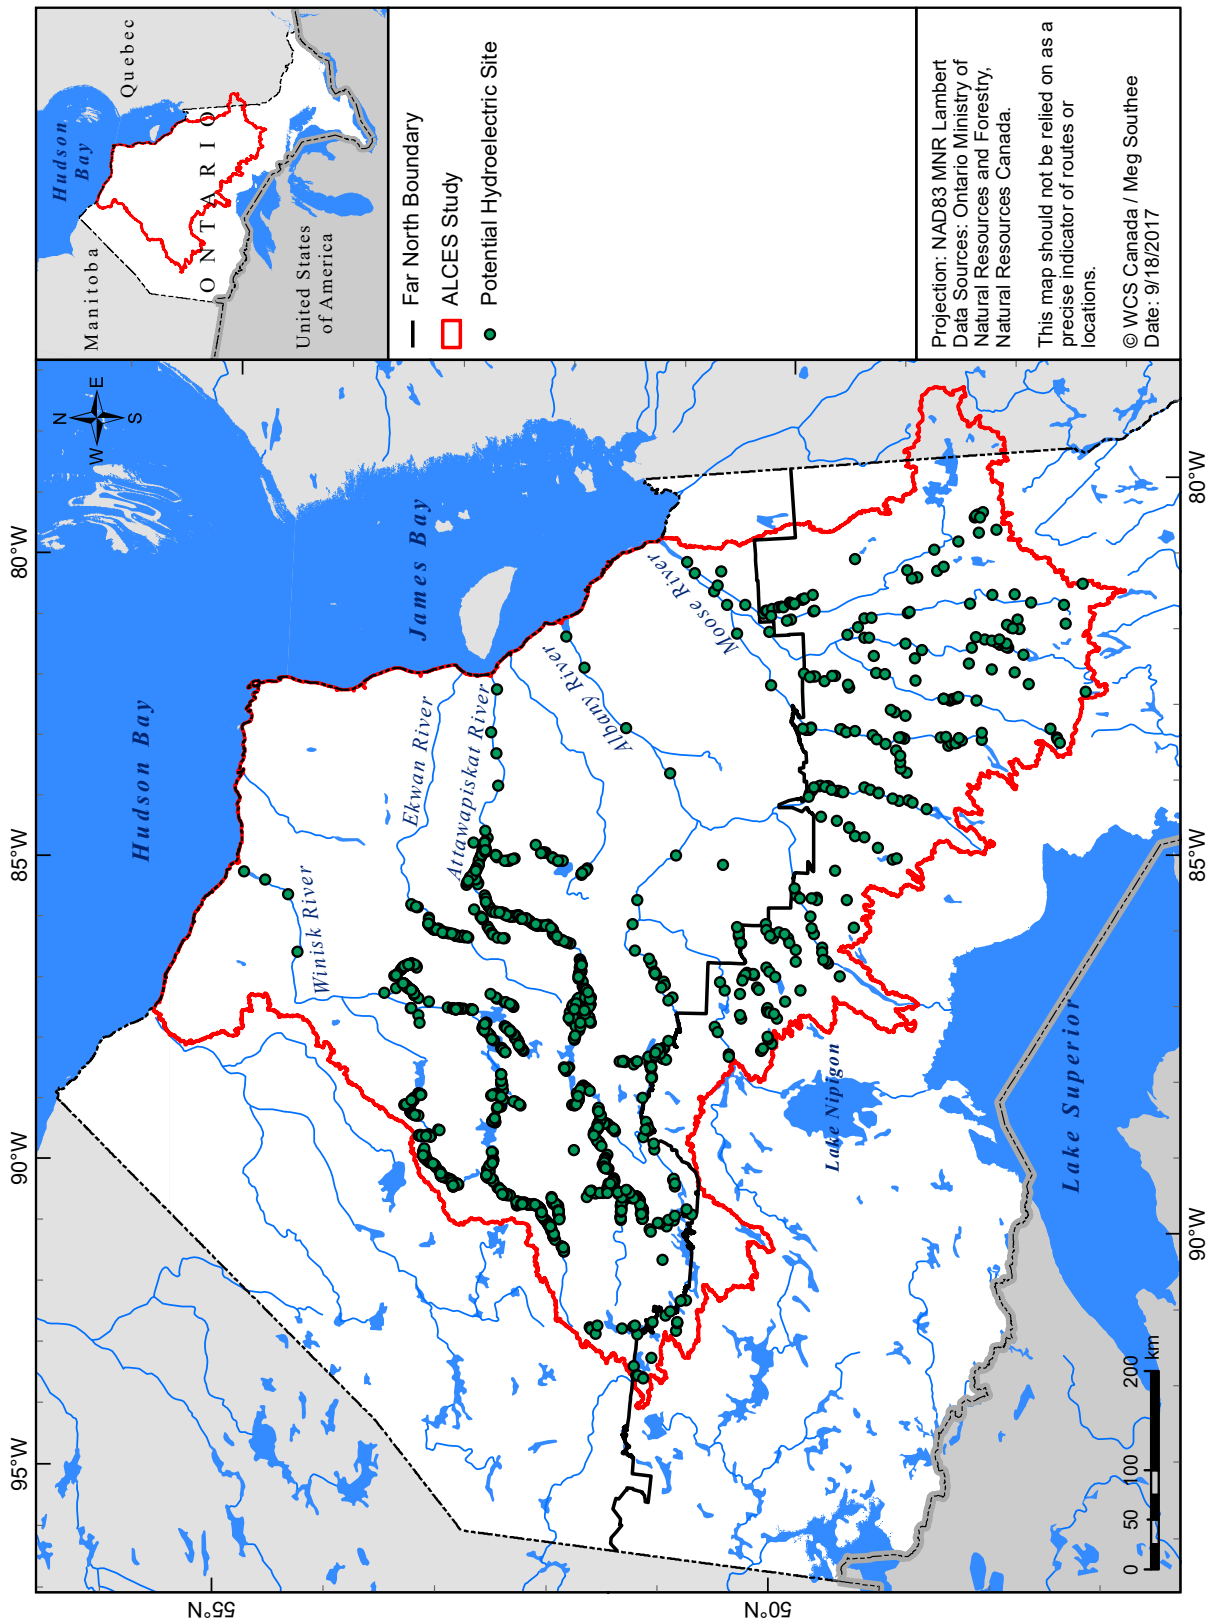 80°W
85°W
90°W
95°W
55°N
50°N
80°W
85°W
90°W
N
W
E
S
Hudson Bay
James Bay
Winisk River
Ekwan River
Attawapiskat River
Albany River
Moose River
Lake Nipigon
Lake Superior
0
50
100
200
km
Hudson
Bay
Quebec
Manitoba
ONTARIO
United States
of America
Far North Boundary
ALCES Study
Potential Hydroelectric Site
Projection: NAD83 MNR Lambert
Data Sources: Ontario Ministry of
Natural Resources and Forestry,
Natural Resources Canada.
This map should not be relied on as a
precise indicator of routes or
locations.
© WCS Canada / Meg Southee
Date: 9/18/2017